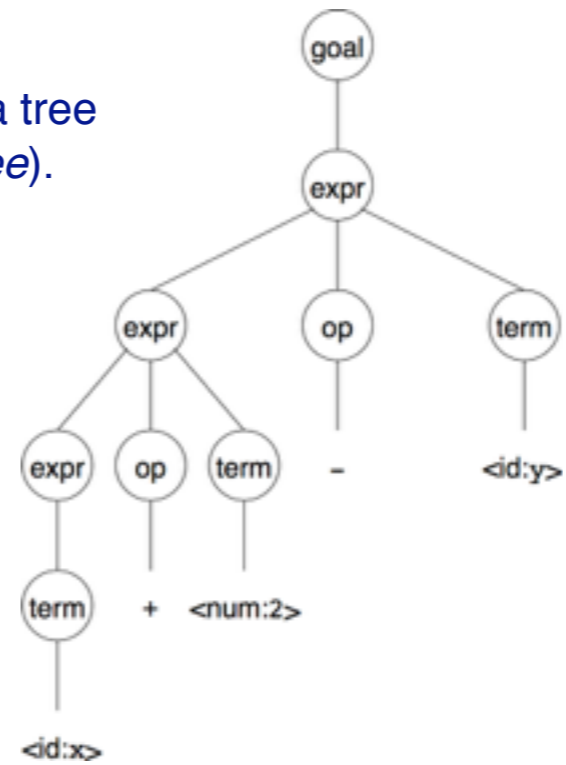 goal
a tree
ee).
expr
expr op term
expr op term - <id:y>
term + <num:2>
<id:x>